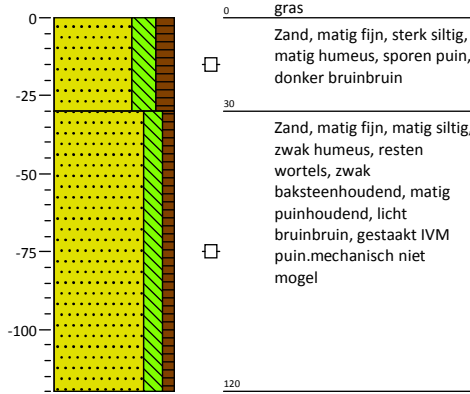 0
0
gras
Zand, matig fijn, sterk siltig,
matig humeus, sporen puin,
donker bruinbruin
-25
30
Zand, matig fijn, matig siltig,
zwak humeus, resten
wortels, zwak
baksteenhoudend, matig
puinhoudend, licht
bruinbruin, gestaakt IVM
puin.mechanisch niet
mogel
-50
-75
-100
120